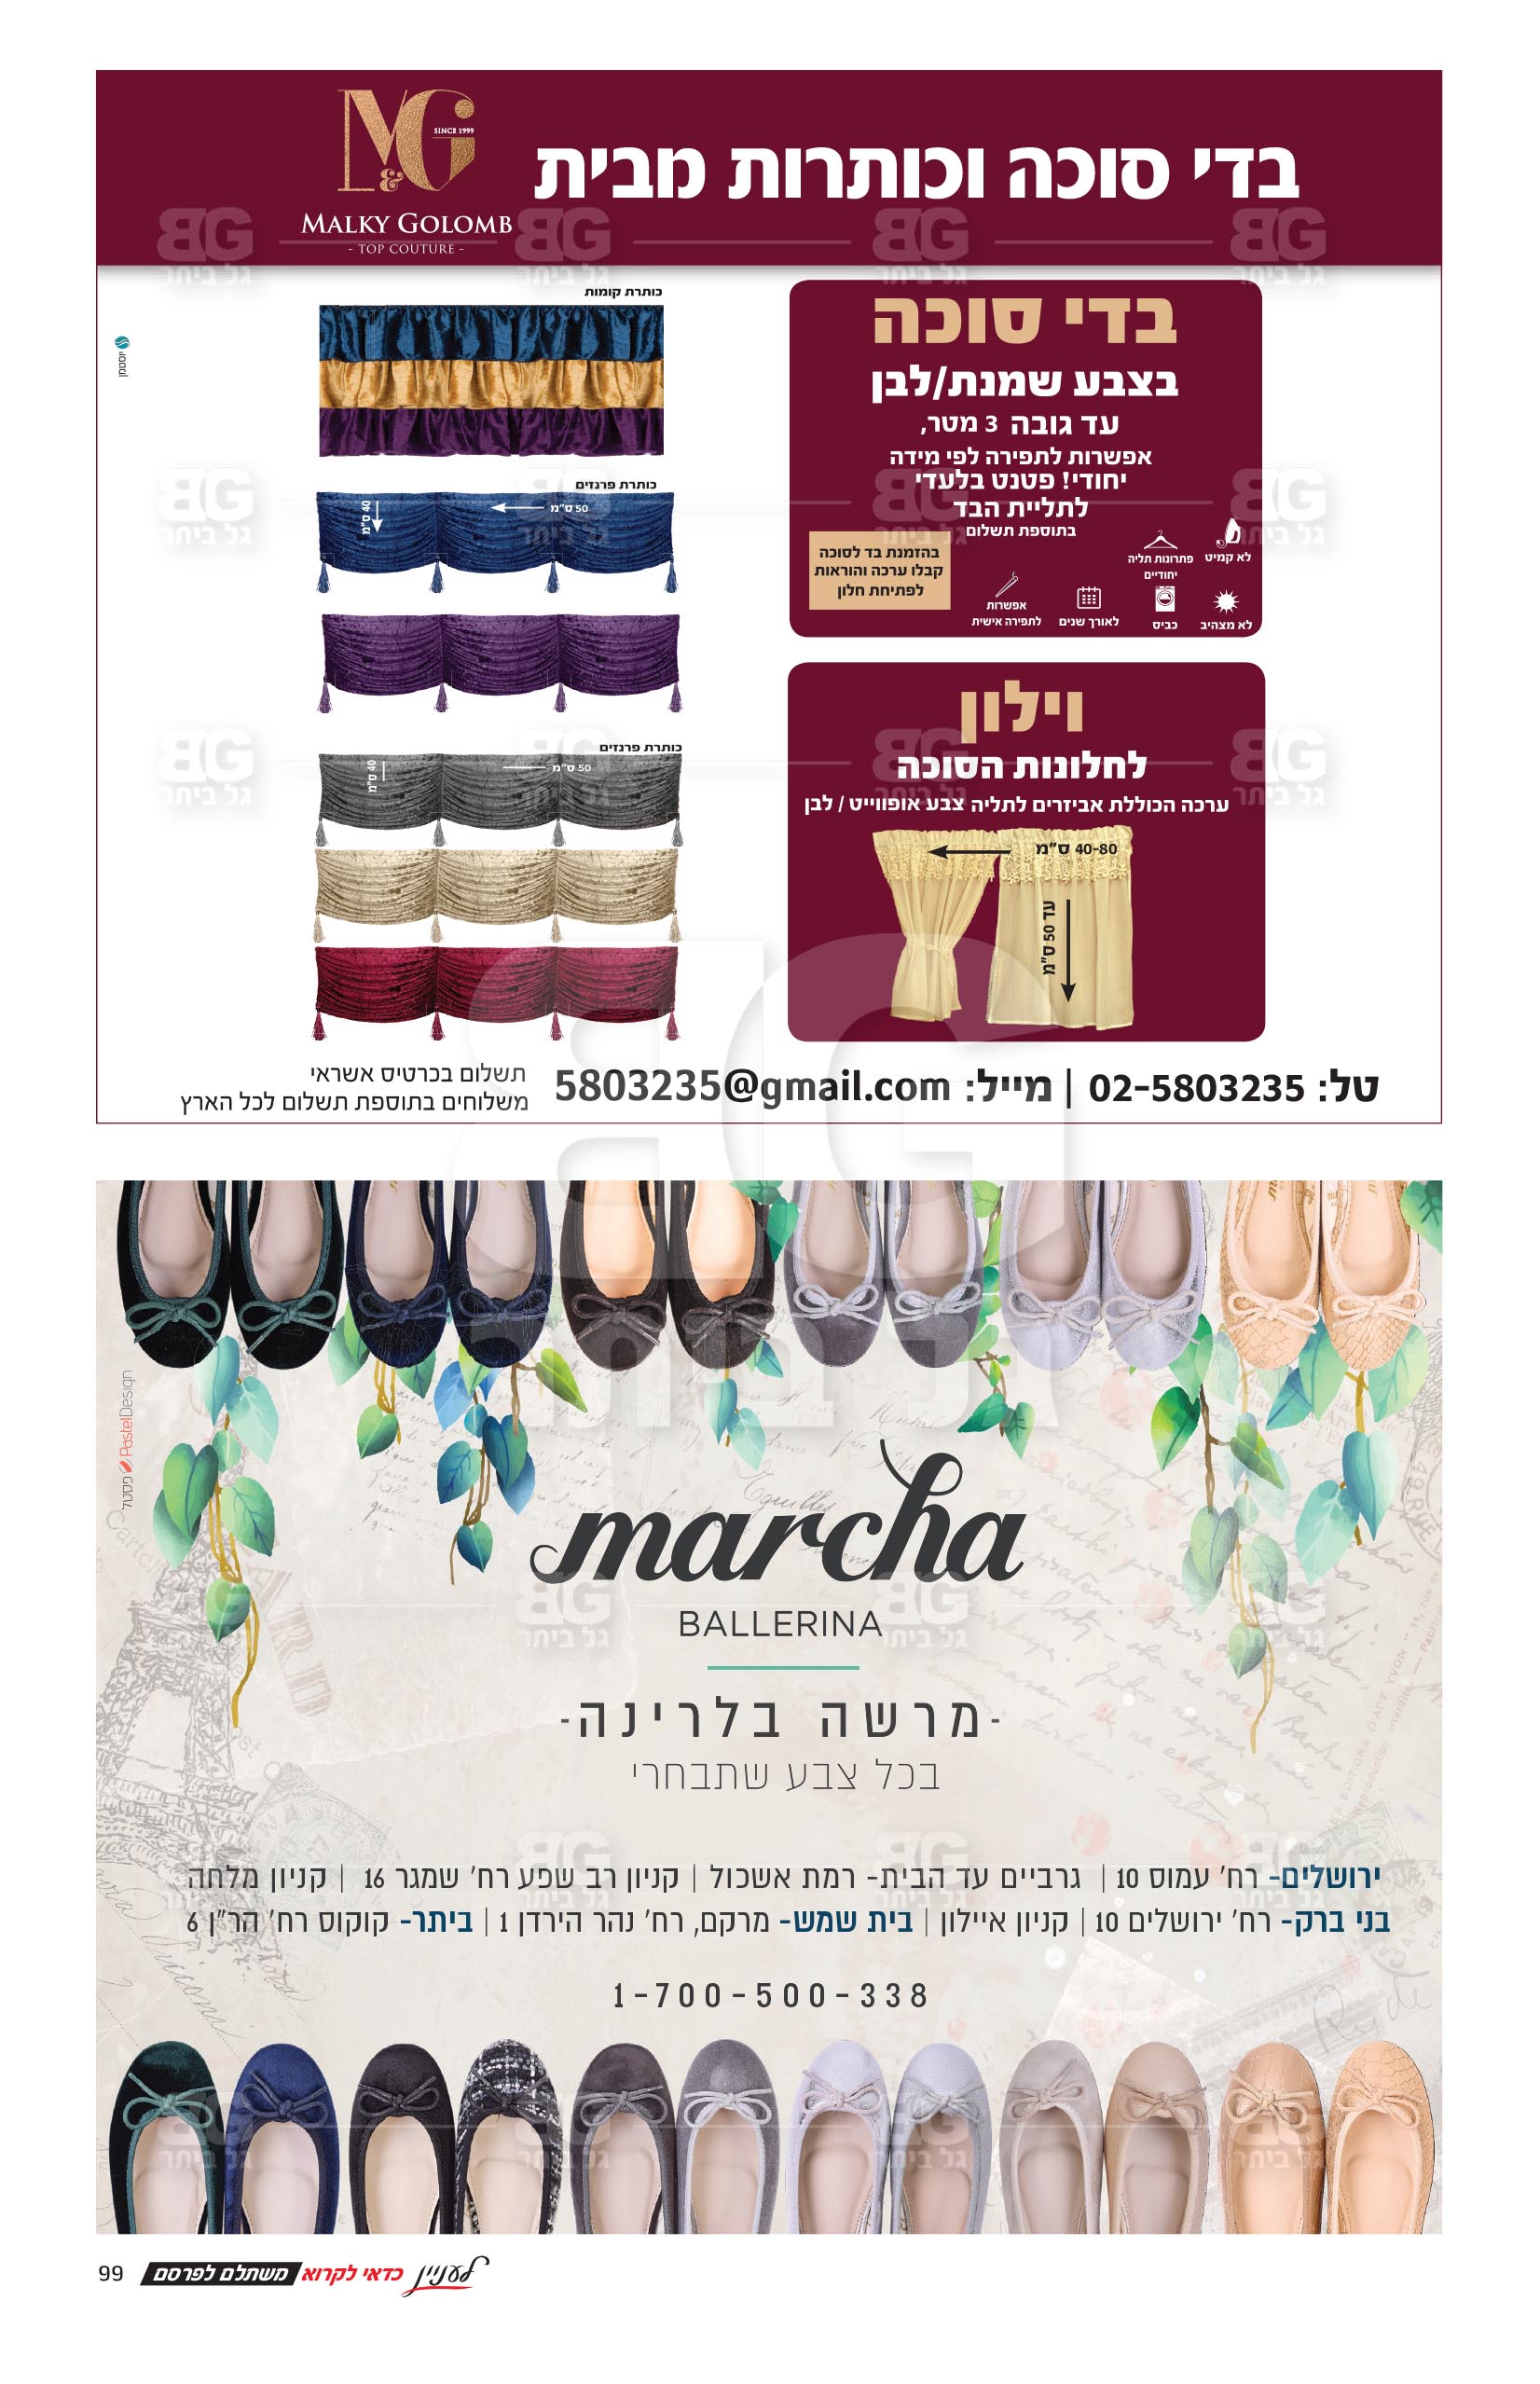 בדי סוכה וכותרות מבית
M&G
SINCE 1999
MALKY GOLOMB
- TOP COUTURE -
בדי סוכה
בצבע שמנת/לבן
עד גובה 3 מטר,
אפשרות לתפירה לפי מידה
יחודי! פטנט בלעדי
לתליית הבד
בתוספת תשלום
בהזמנת בד לסוכה
קבלו ערכה והוראות
לפתיחת חלון
לא קמיט
פתרונות תליה
יחודיים
לא מצהיב
כביס
לאורך שנים
אפשרות
לתפירה אישית
כותרת קומות
כותרת פרנזים
50 ס"מ
40 ס"מ
כותרת פרנזים
50 ס"מ
40 ס"מ
יוסטמן
וילון
לחלונות הסוכה
ערכה הכוללת אביזרים לתליה צבע אופווייט / לבן
40-80 ס"מ
עד 50 ס"מ
טל: 02-5803235 | מייל: 5803235@gmail.com
תשלום בכרטיס אשראי
משלוחים בתוספת תשלום לכל הארץ
BG
גל ביתר
פסטל PastelDesign
marcha
BALLERINA
-מרשה בלרינה-
בכל צבע שתבחרי
ירושלים- רח' עמוס 10 | גרביים עד הבית- רמת אשכול | קניון רב שפע רח' שמגר 16 | קניון מלחה
בני ברק- רח' ירושלים 10 | קניון איילון | בית שמש- מרקם, רח' נהר הירדן 1 | ביתר- קוקוס רח' הר"ן 6
1-700-500-338
לעניין כדאי לקרוא משתלם לפרסם 99